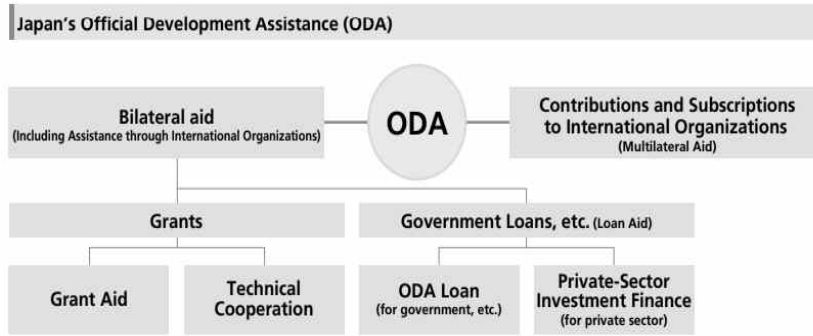 Japan's Official Development Assistance (ODA)
Bilateral aid
(Including Assistance through International Organizations)
ODA
Contributions and Subscriptions
to International Organizations
(Multilateral Aid)
Grants
Government Loans, etc. (Loan Aid)
Grant Aid
Technical
Cooperation
ODA Loan
(for government, etc.)
Private-Sector
Investment Finance
(for private sector)